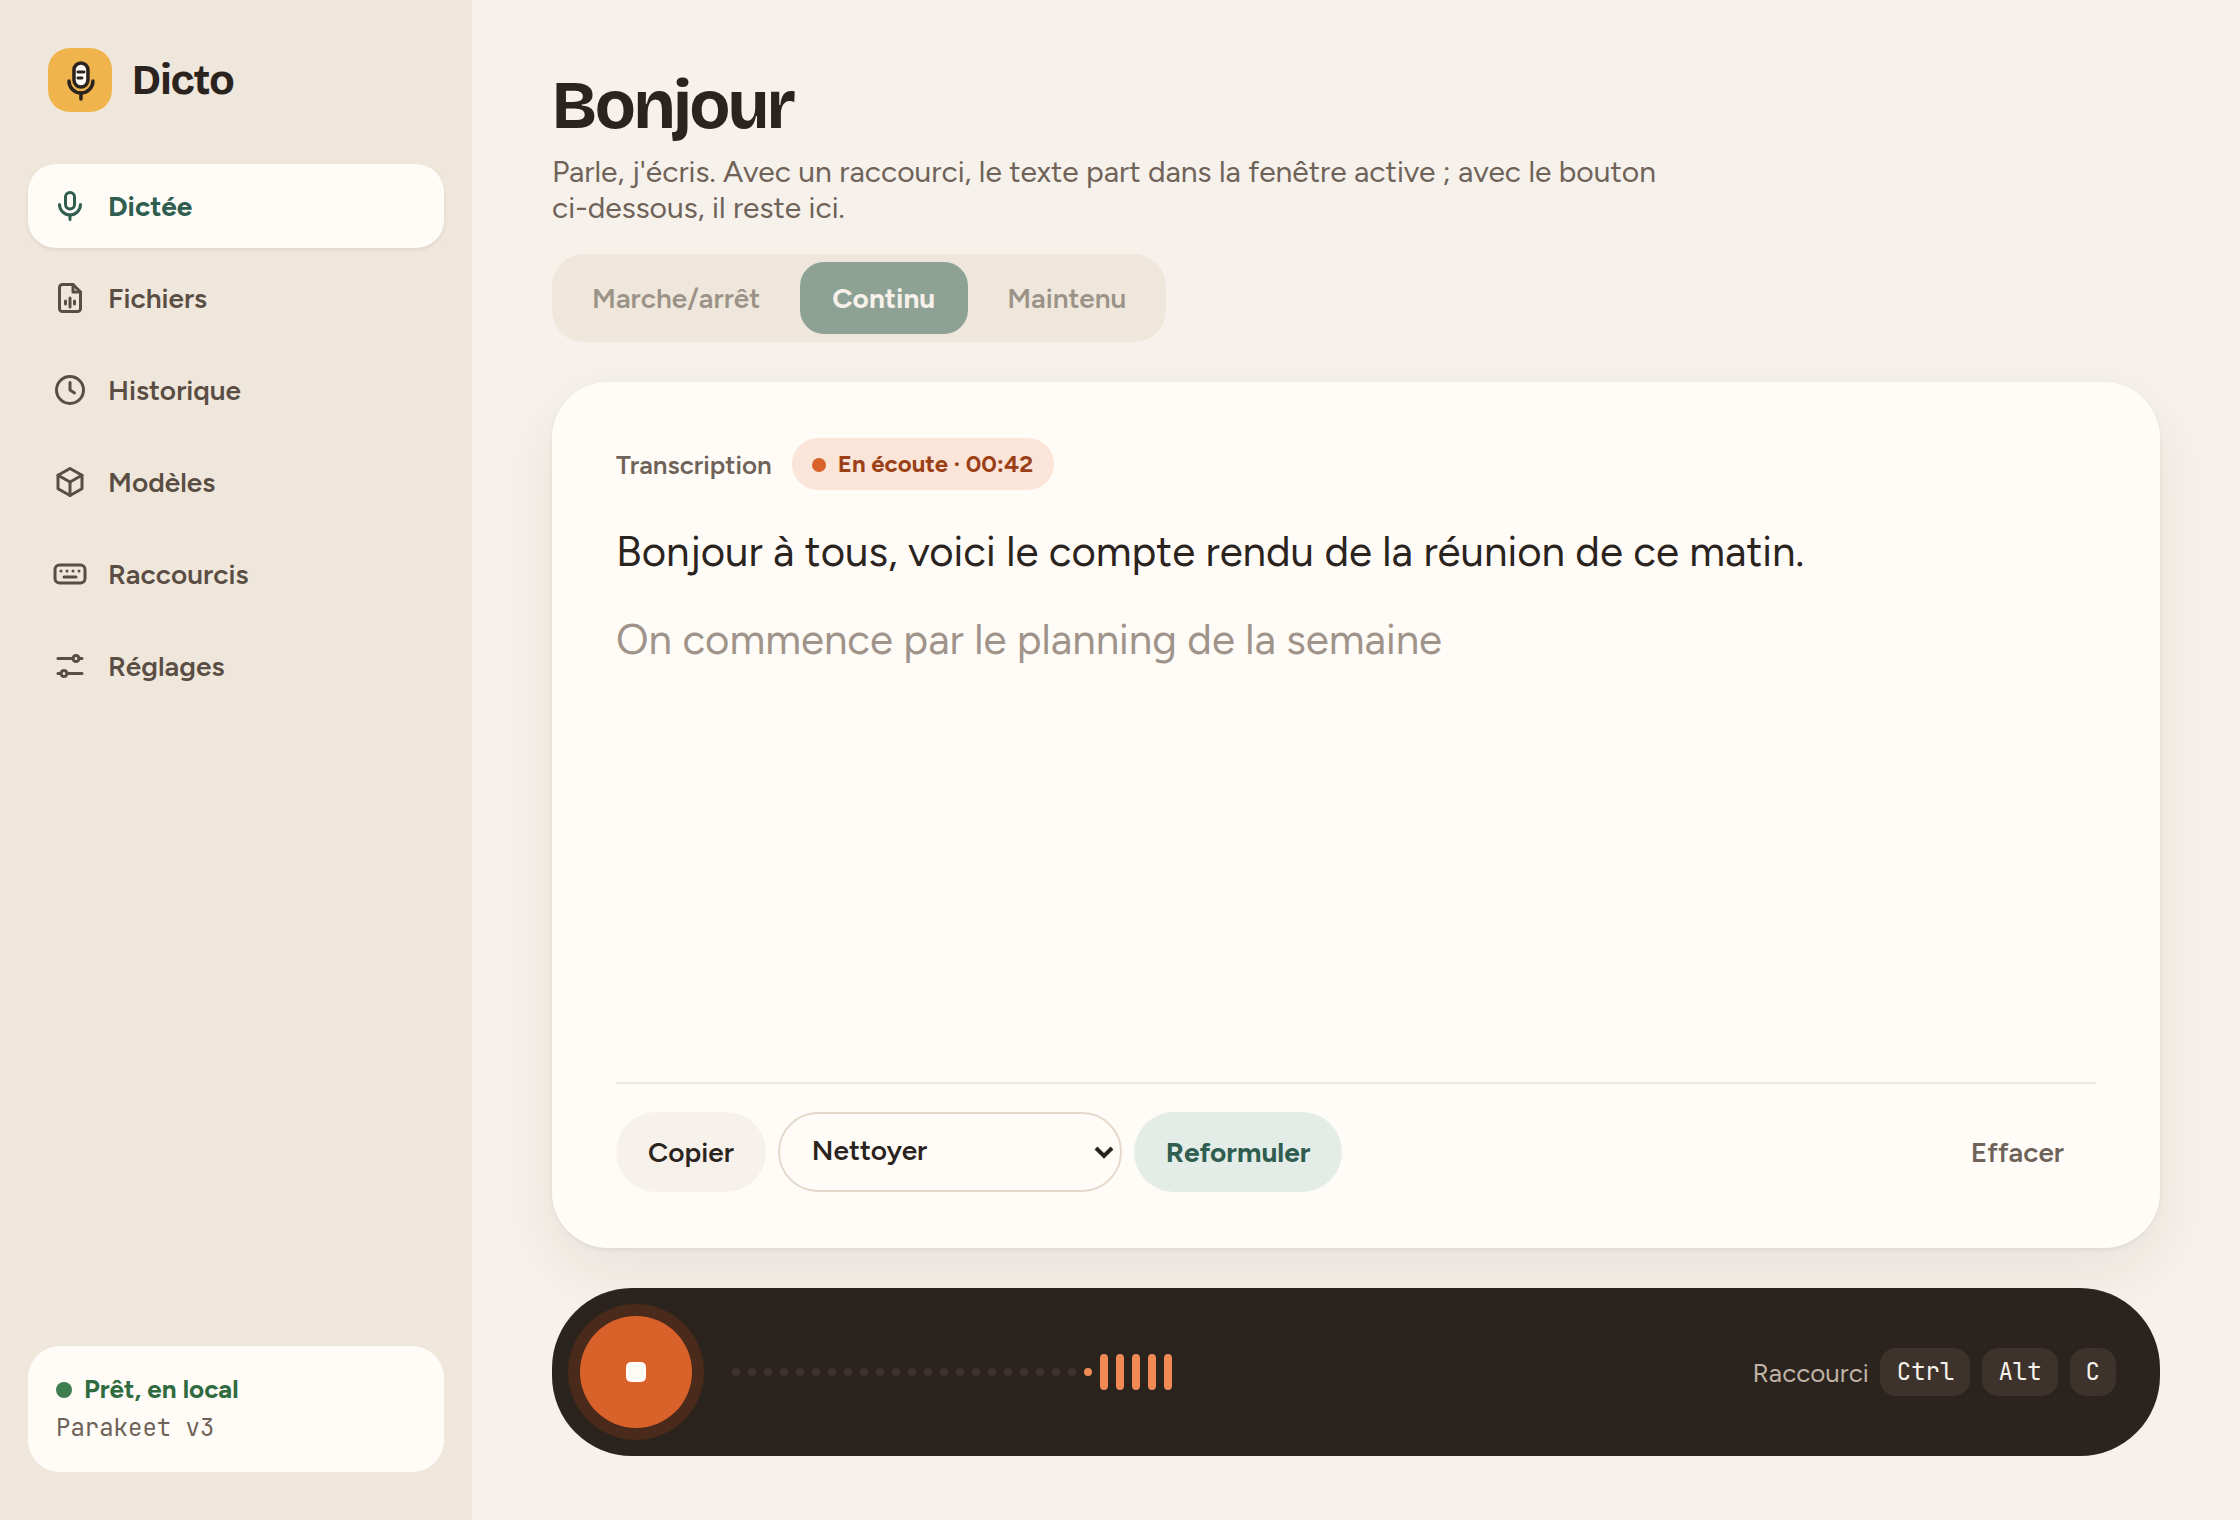 Dicto
Dictée
Fichiers
Historique
Modèles
Raccourcis
Réglages
Prêt, en local
Parakeet v3
Bonjour
Parle, j'écris. Avec un raccourci, le texte part dans la fenêtre active ; avec le bouton
ci-dessous, il reste ici.
Marche/arrêt Continu Maintenu
Transcription En écoute · 00:42
Bonjour à tous, voici le compte rendu de la réunion de ce matin.
On commence par le planning de la semaine
Copier Nettoyer Reformuler Effacer
Raccourci Ctrl Alt C